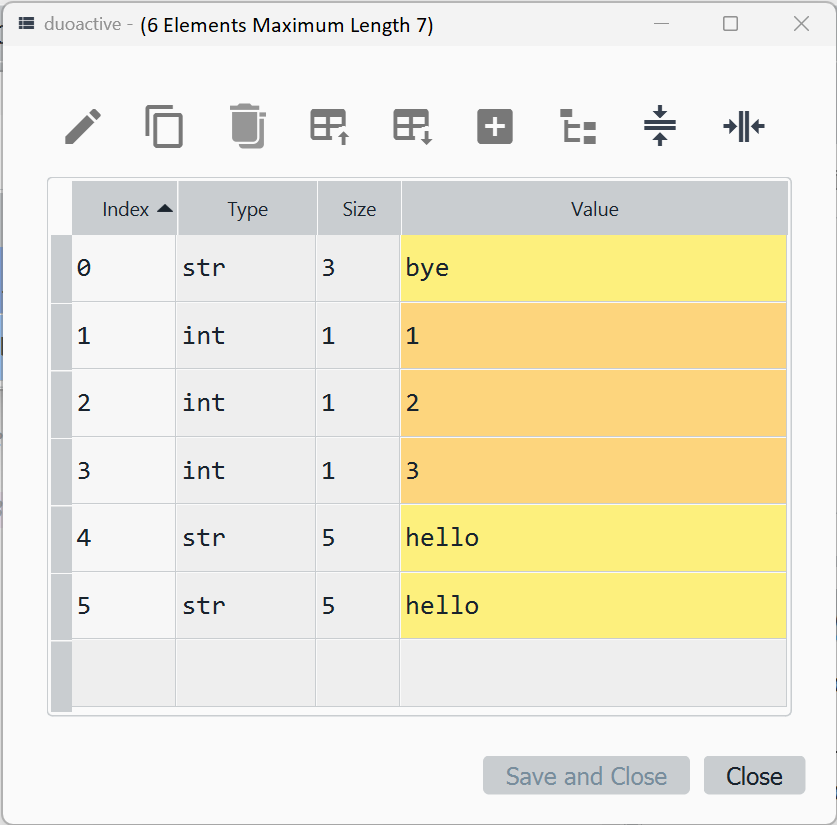 duoactive - (6 Elements Maximum Length 7)
Index Type Size Value
0 str 3 bye
1 int 1 1
2 int 1 2
3 int 1 3
4 str 5 hello
5 str 5 hello
Save and Close Close